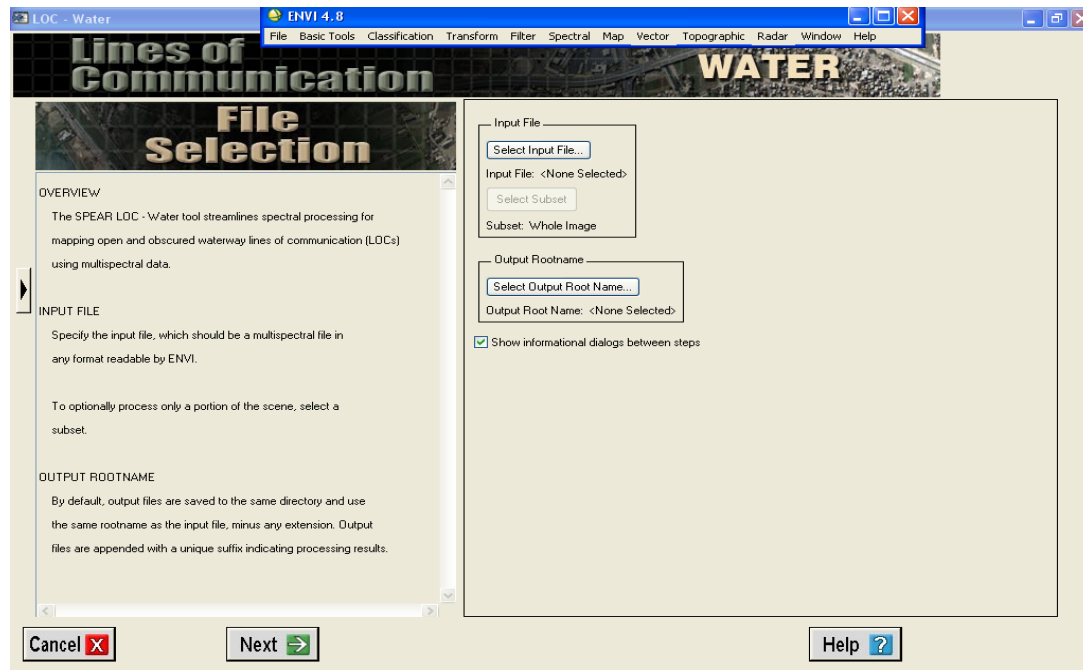 LOC - Water
ENVI 4.8
File Basic Tools Classification Transform Filter Spectral Map Vector Topographic Radar Window Help
Lines of
Communication
WATER
File
Selection
OVERVIEW
The SPEAR LOC - Water tool streamlines spectral processing for
mapping open and obscured waterway lines of communication (LOCs)
using multispectral data.
INPUT FILE
Specify the input file, which should be a multispectral file in
any format readable by ENVI.
To optionally process only a portion of the scene, select a
subset.
OUTPUT ROOTNAME
By default, output files are saved to the same directory and use
the same rootname as the input file, minus any extension. Output
files are appended with a unique suffix indicating processing results.
Input File
Select Input File...
Input File: <None Selected>
Select Subset
Subset: Whole Image
Output Rootname
Select Output Root Name...
Output Root Name: <None Selected>
Show informational dialogs between steps
Cancel X
Next
Help ?